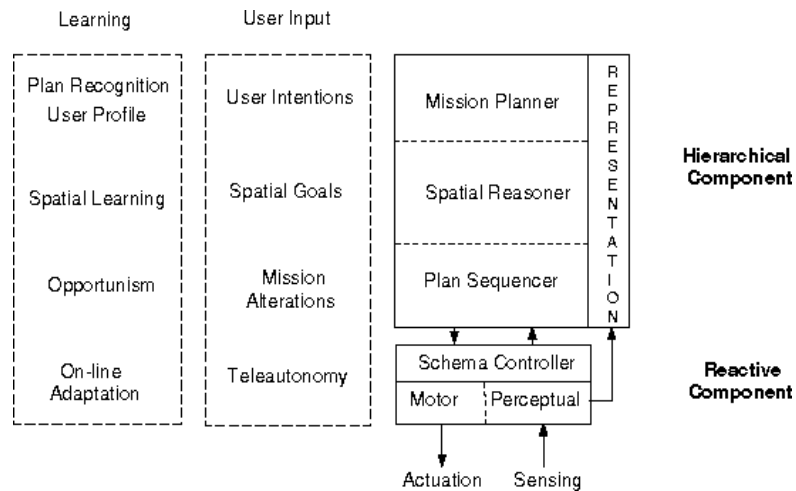 Learning
User Input
Plan Recognition
User Profile
User Intentions
Mission Planner
REPRESENTATION
Hierarchical
Component
Spatial Learning
Spatial Goals
Spatial Reasoner
Opportunism
Mission
Alterations
Plan Sequencer
On-line
Adaptation
Teleautonomy
Schema Controller
Motor
Perceptual
Reactive
Component
Actuation
Sensing